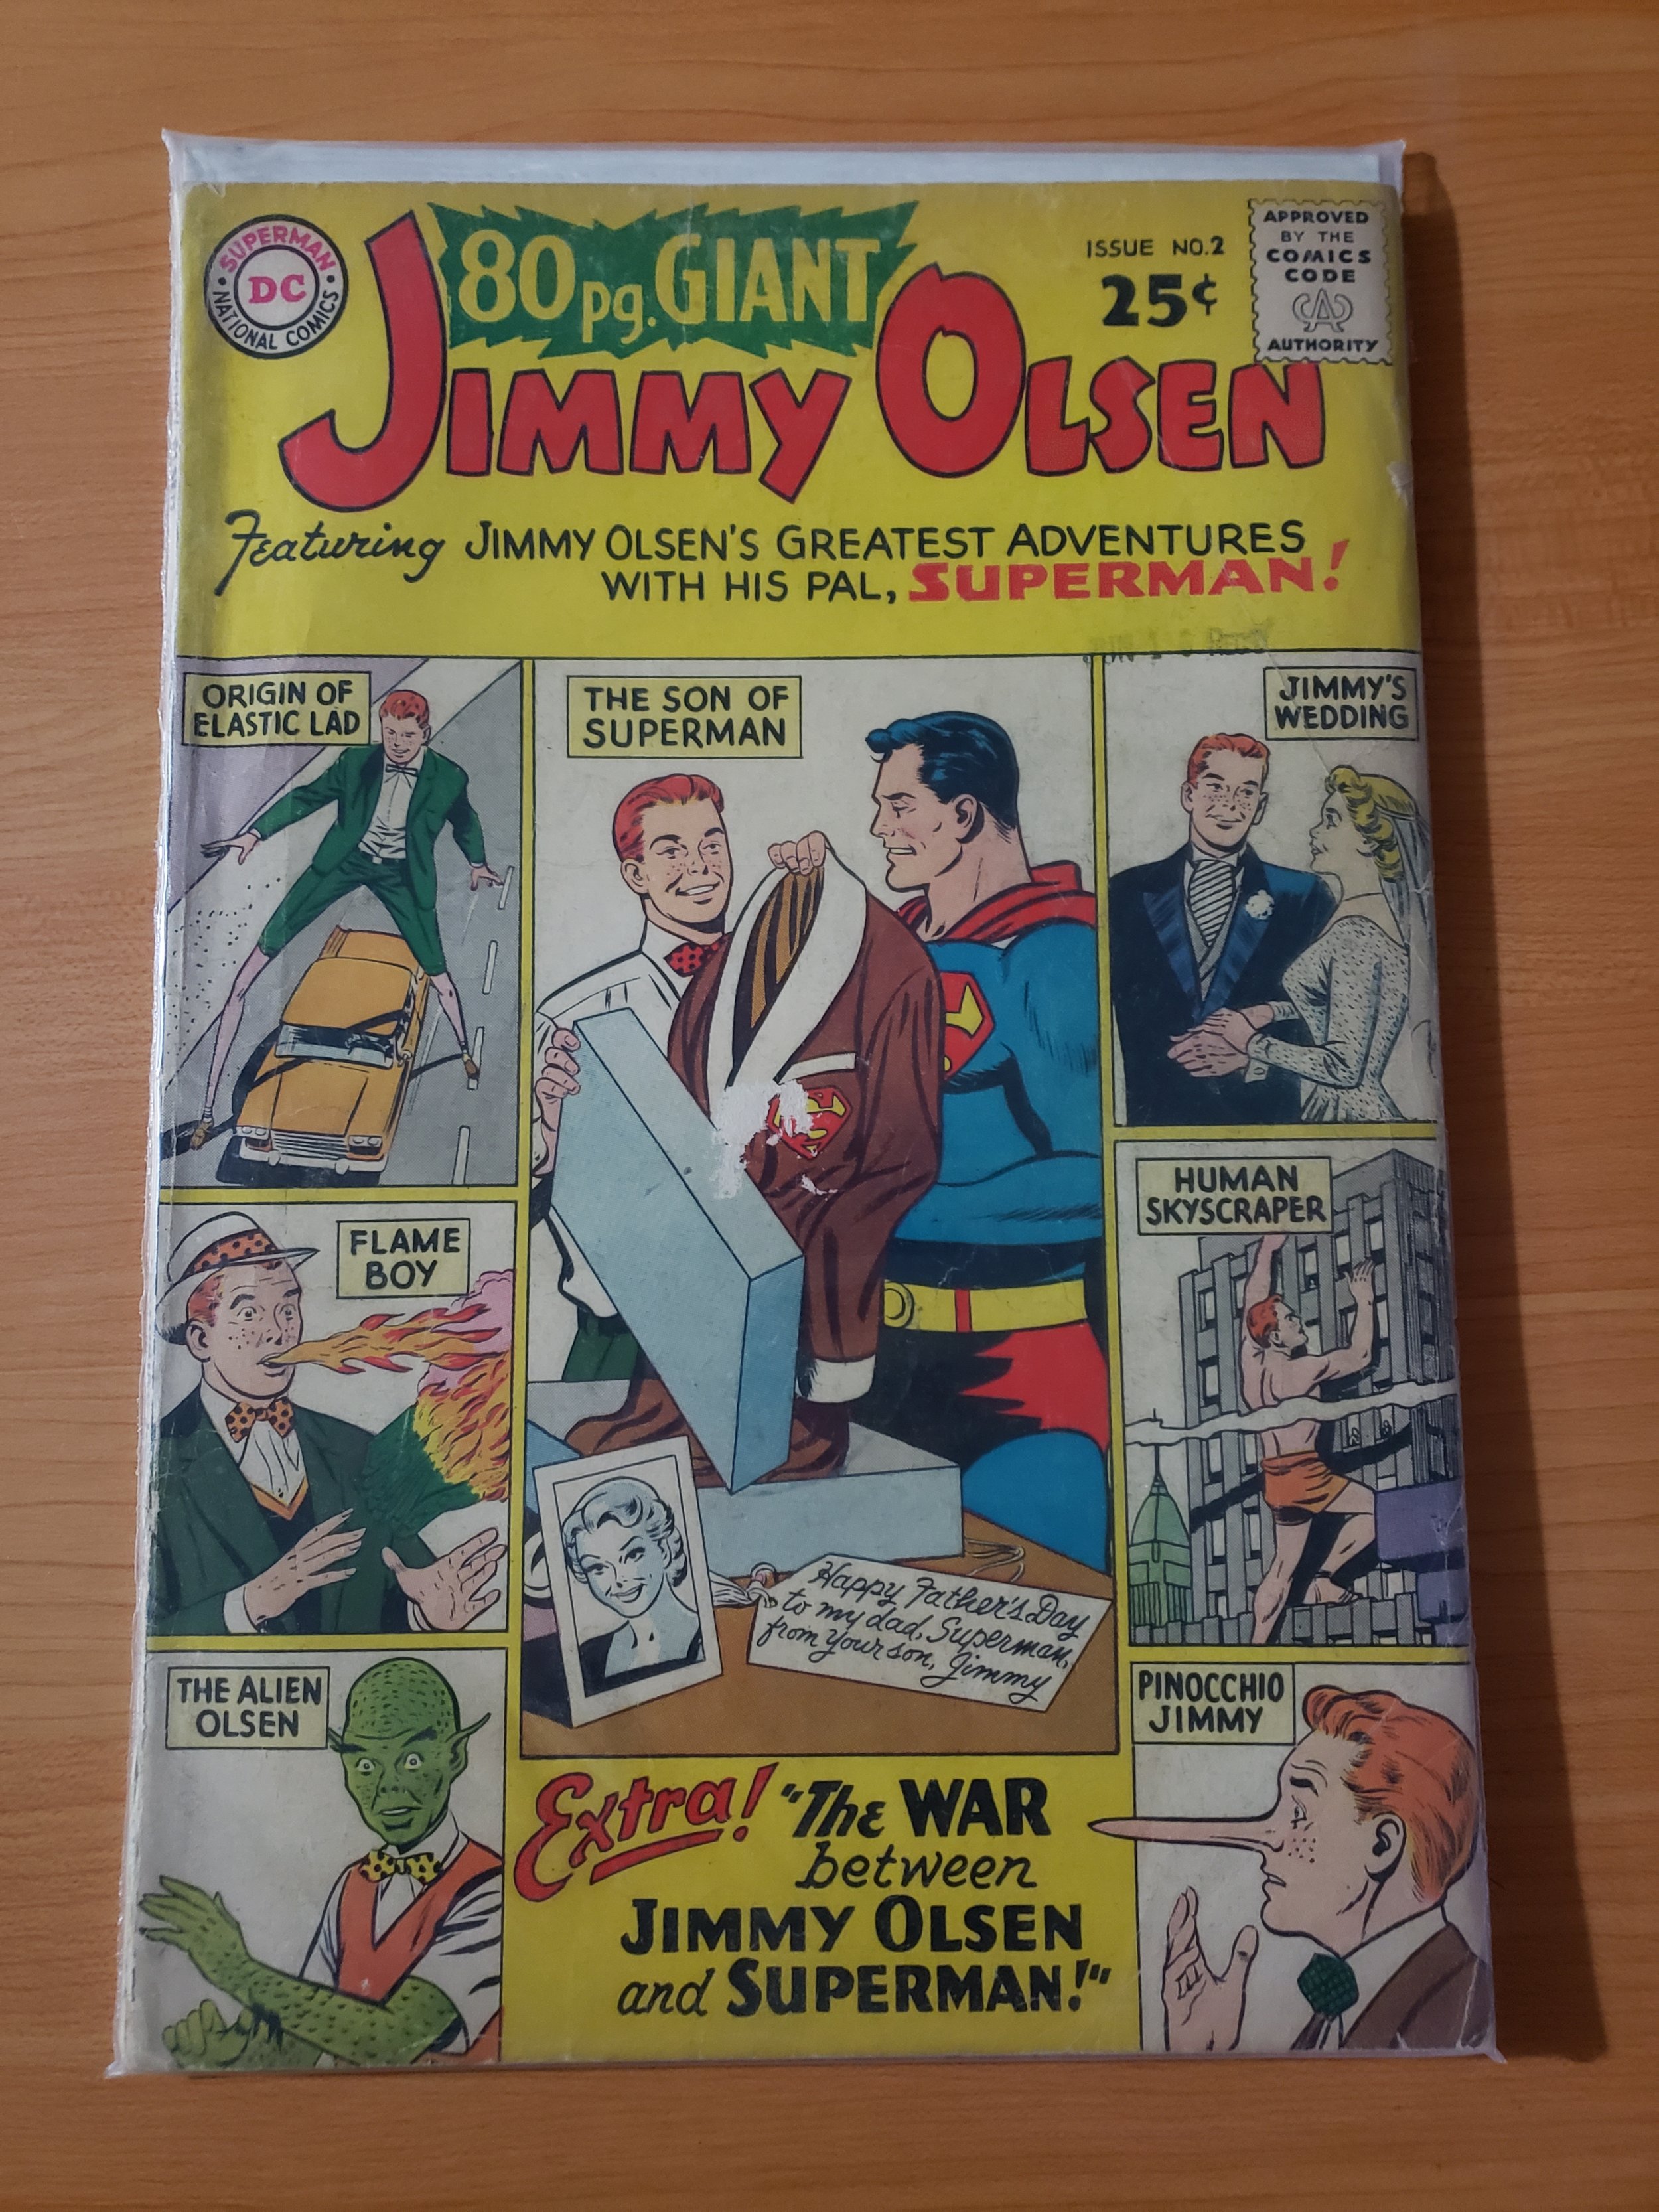 SUPERMAN
DC
NATIONAL COMICS
80 pg. GIANT
ISSUE NO.2
25¢
APPROVED
BY THE
COMICS
CODE
CA
AUTHORITY
JIMMY OLSEN
Featuring JIMMY OLSEN'S GREATEST ADVENTURES
WITH HIS PAL, SUPERMAN!
ORIGIN OF
ELASTIC LAD
THE SON OF
SUPERMAN
JIMMY'S
WEDDING
FLAME
BOY
HUMAN
SKYSCRAPER
Happy Father's Day
to my dad, Superman,
from your son, Jimmy
THE ALIEN
OLSEN
PINOCCHIO
JIMMY
Extra! "The WAR
between
JIMMY OLSEN
and SUPERMAN!"